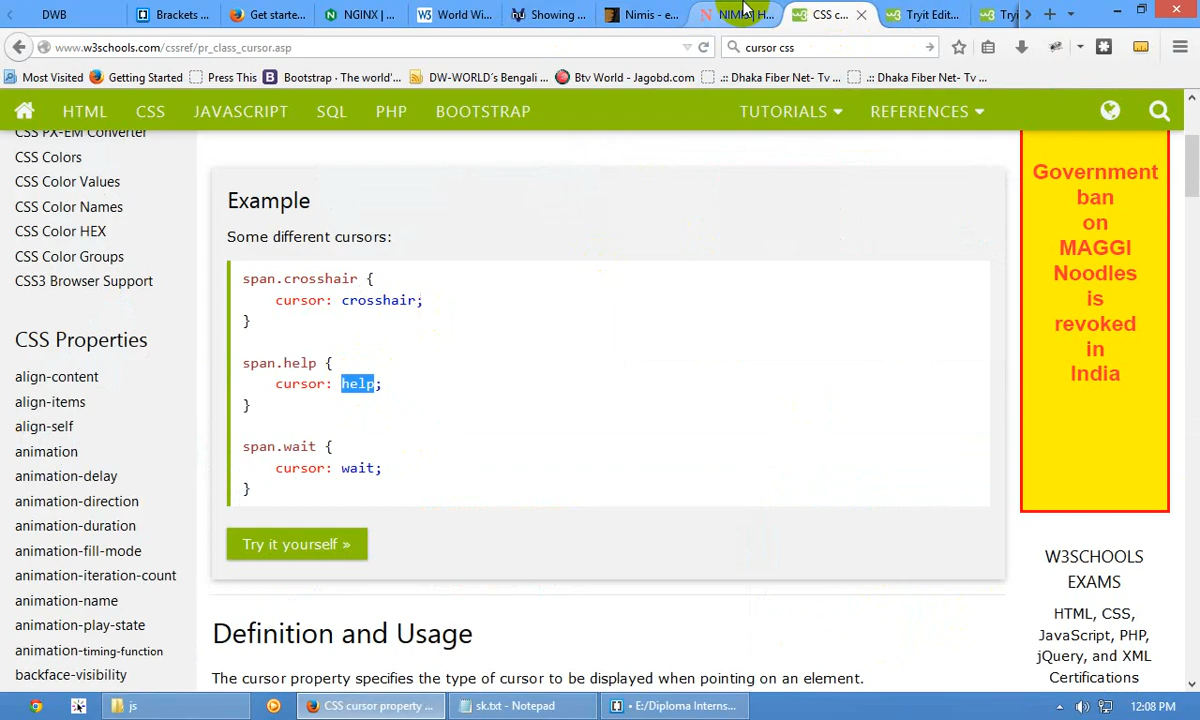 DWB
Brackets ...
Get starte...
NGINX | ...
World Wi...
Showing ...
Nimis - e...
NIMIS | H...
CSS c...
Tryit Edit...
Tryi
www.w3schools.com/cssref/pr_class_cursor.asp
cursor css
Most Visited
Getting Started
Press This
Bootstrap · The world'...
DW-WORLD´s Bengali ...
Btv World - Jagobd.com
.:: Dhaka Fiber Net- Tv ...
.:: Dhaka Fiber Net- Tv ...
HTML
CSS
JAVASCRIPT
SQL
PHP
BOOTSTRAP
TUTORIALS
REFERENCES
CSS PX-EM Converter
CSS Colors
CSS Color Values
CSS Color Names
CSS Color HEX
CSS Color Groups
CSS3 Browser Support
CSS Properties
align-content
align-items
align-self
animation
animation-delay
animation-direction
animation-duration
animation-fill-mode
animation-iteration-count
animation-name
animation-play-state
animation-timing-function
backface-visibility
Example
Some different cursors:
span.crosshair {
cursor: crosshair;
}
span.help {
cursor: help;
}
span.wait {
cursor: wait;
}
Try it yourself »
Definition and Usage
The cursor property specifies the type of cursor to be displayed when pointing on an element.
Government
ban
on
MAGGI
Noodles
is
revoked
in
India
W3SCHOOLS
EXAMS
HTML, CSS,
JavaScript, PHP,
jQuery, and XML
Certifications
js
CSS cursor property ...
sk.txt - Notepad
• E:/Diploma Interns...
12:08 PM